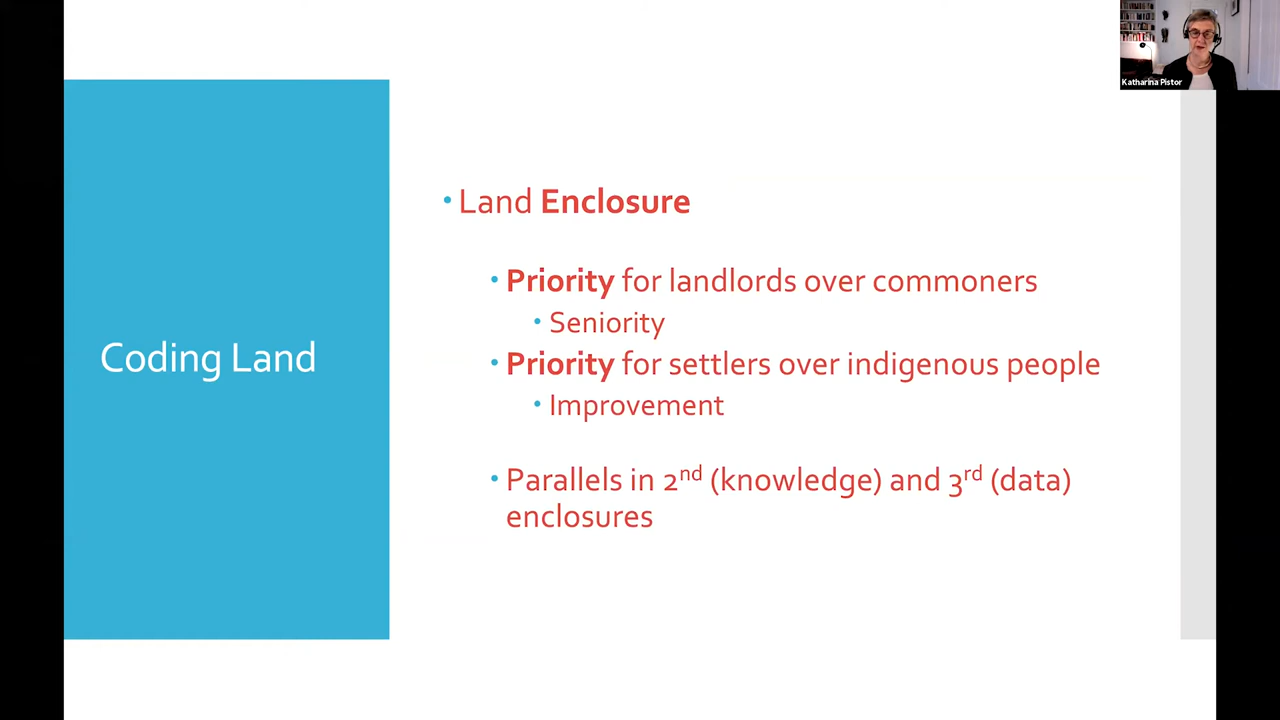 Katharina Pistor
Coding Land
• Land Enclosure
• Priority for landlords over commoners
• Seniority
• Priority for settlers over indigenous people
• Improvement
• Parallels in 2nd (knowledge) and 3rd (data)
enclosures